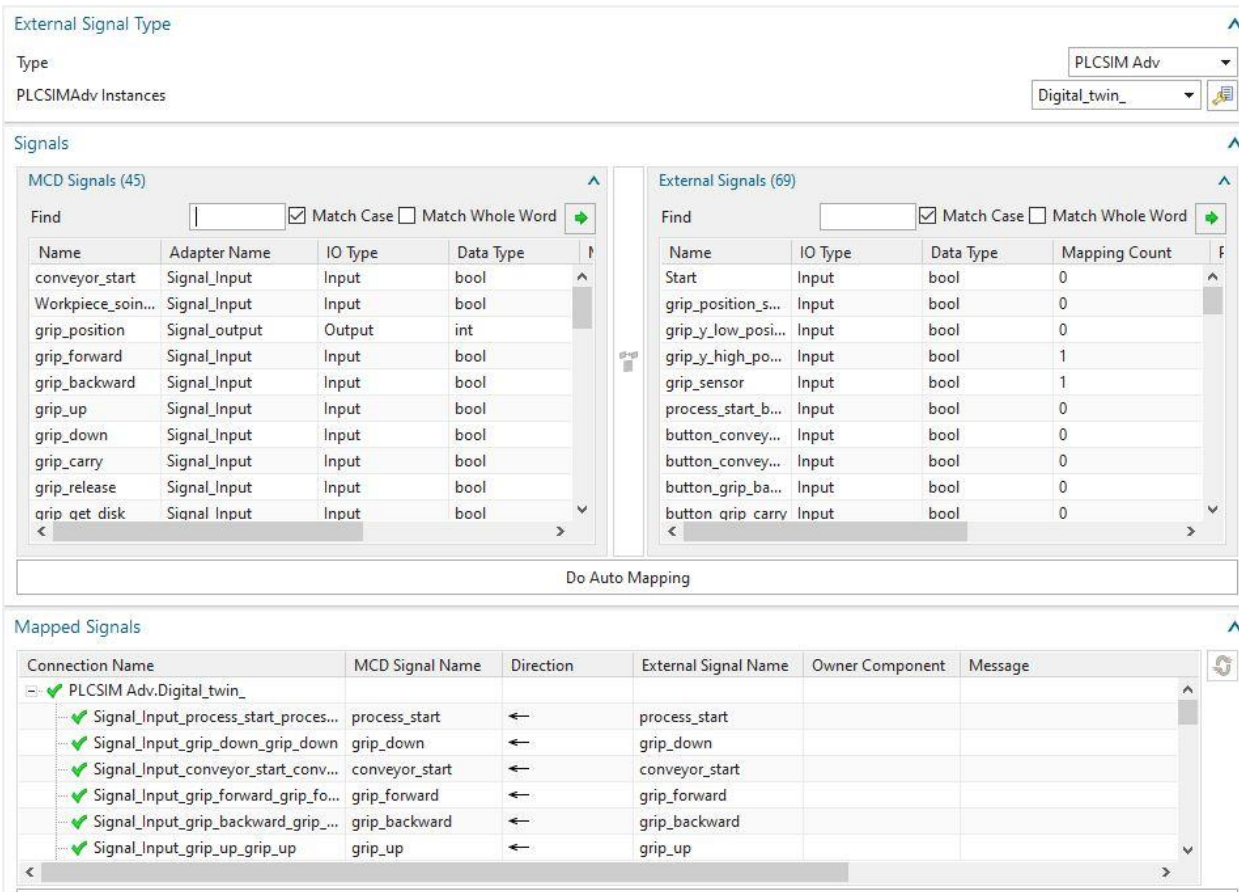 External Signal Type
Type PLCSIM Adv
PLCSIMAdv Instances Digital_twin_
Signals
MCD Signals (45)
Find Match Case Match Whole Word
Name Adapter Name IO Type Data Type
conveyor_start Signal_Input Input bool
Workpiece_soin... Signal_Input Input bool
grip_position Signal_output Output int
grip_forward Signal_Input Input bool
grip_backward Signal_Input Input bool
grip_up Signal_Input Input bool
grip_down Signal_Input Input bool
grip_carry Signal_Input Input bool
grip_release Signal_Input Input bool
grip_get_disk Signal_Input Input bool
External Signals (69)
Find Match Case Match Whole Word
Name IO Type Data Type Mapping Count
Start Input bool 0
grip_position_s... Input bool 0
grip_y_low_posi... Input bool 0
grip_y_high_po... Input bool 1
grip_sensor Input bool 1
process_start_b... Input bool 0
button_convey... Input bool 0
button_convey... Input bool 0
button_grip_ba... Input bool 0
button_grip_carry Input bool 0
Do Auto Mapping
Mapped Signals
Connection Name MCD Signal Name Direction External Signal Name Owner Component Message
PLCSIM Adv.Digital_twin_
Signal_Input_process_start_proces... process_start ← process_start
Signal_Input_grip_down_grip_down grip_down ← grip_down
Signal_Input_conveyor_start_conv... conveyor_start ← conveyor_start
Signal_Input_grip_forward_grip_fo... grip_forward ← grip_forward
Signal_Input_grip_backward_grip_... grip_backward ← grip_backward
Signal_Input_grip_up_grip_up grip_up ← grip_up